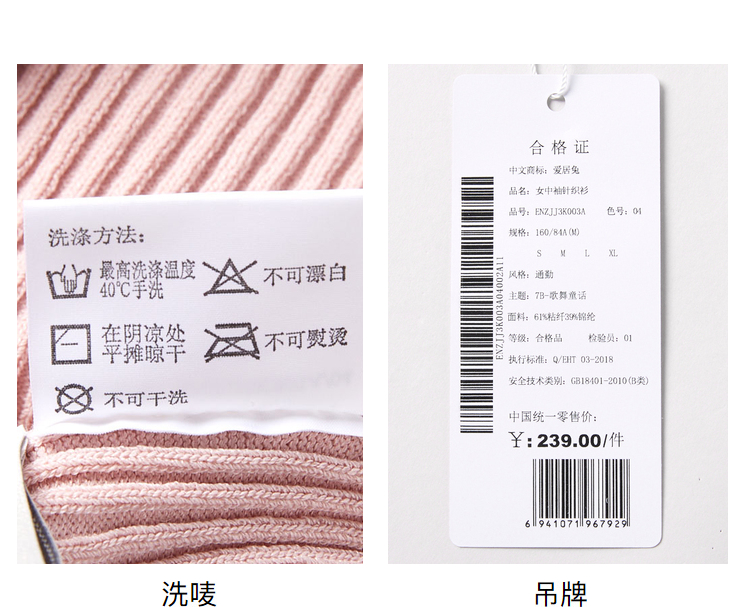 洗涤方法:
最高洗涤温度
40℃手洗
不可漂白
在阴凉处
平摊晾干
不可熨烫
不可干洗
洗唛
合格证
中文商标: 爱居兔
品名: 女中袖针织衫
品号: ENZJJ3K003A 色号: 04
规格: 160/84A(M)
S M L XL
风格: 通勤
主题: 7B-歌舞童话
面料: 61%粘纤39%锦纶
等级: 合格品 检验员: 01
执行标准: Q/EHT 03-2018
安全技术类别: GB18401-2010(B类)
中国统一零售价:
¥: 239.00/件
ENZJJ3K003A04002A11
6 941071 967929
吊牌